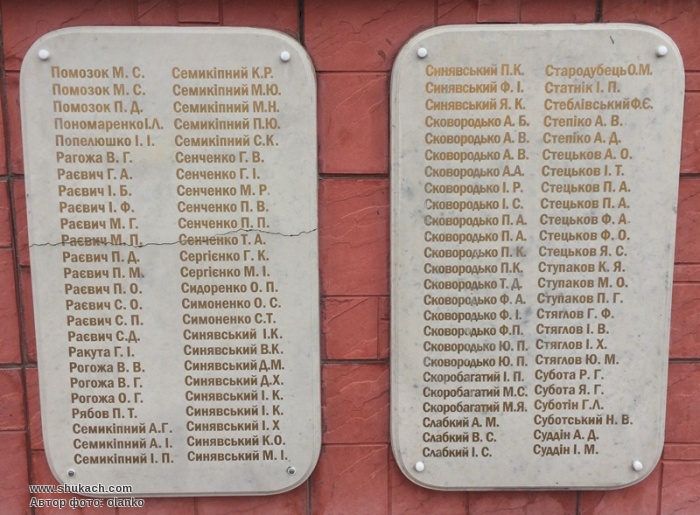 Помозок М. С.
Помозок М. С.
Помозок П. Д.
Пономаренко І.Л.
Попелюшко І. І.
Рагожа В. Г.
Раєвич Г. А.
Раєвич І. Б.
Раєвич І. Ф.
Раєвич М. Г.
Раєвич М. П.
Раєвич П. Д.
Раєвич П. М.
Раєвич П. О.
Раєвич С. О.
Раєвич С. П.
Раєвич С.Д.
Ракута Г. І.
Рогожа В. В.
Рогожа В. Г.
Рогожа О. Г.
Рябов П. Т.
Семикіпний А.Г.
Семикіпний А. І.
Семикіпний І. П.
Семикіпний К.Р.
Семикіпний М.Ю.
Семикіпний М.Н.
Семикіпний П.Ю.
Семикіпний С.К.
Сенченко Г. В.
Сенченко Г. І.
Сенченко М. Р.
Сенченко П. В.
Сенченко П. П.
Сенченко Т. А.
Сергієнко Г. К.
Сергієнко М. І.
Сидоренко О. П.
Симоненко О. С.
Симоненко С.Т.
Синявський І.К.
Синявський В.К.
Синявський Д.М.
Синявський Д.Х.
Синявський І. К.
Синявський І. К.
Синявський І. Х
Синявський К.О.
Синявський М. І.
Синявський П.К.
Синявський Ф. І.
Синявський Я. К.
Сковородько А. Б.
Сковородько А. В.
Сковородько А. В.
Сковородько А.А.
Сковородько І. Р.
Сковородько І. С.
Сковородько П. А.
Сковородько П. А.
Сковородько П. К.
Сковородько П.К.
Сковородько Т. Д.
Сковородько Ф. А.
Сковородько Ф. І.
Сковородько Ф.П.
Сковородько Ю. П.
Сковородько Ю. П.
Скоробагатий І. П.
Скоробагатий М.С.
Скоробагатий М.Я.
Слабкий А. М.
Слабкий В. С.
Слабкий І. С.
Стародубець О.М.
Статнік І. П.
Стеблівський Ф.Є.
Степіко А. В.
Степіко А. Д.
Стецьков А. О.
Стецьков І. Т.
Стецьков П. А.
Стецьков П. А.
Стецьков Ф. А.
Стецьков Ф. О.
Стецьков Я. С.
Ступаков К. Я.
Ступаков М. О.
Ступаков П. Г.
Стяглов Г. Ф.
Стяглов І. В.
Стяглов І. Х.
Стяглов Ю. М.
Субота Р. Г.
Субота Я. Г.
Суботін Г.Л.
Суботський Н. В.
Суддін А. Д.
Суддін І. М.
www.shukach.com
Автор фото: olanko